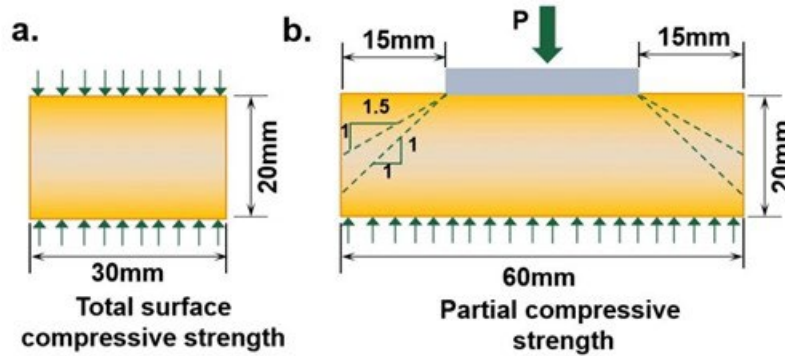 a.
20mm
30mm
Total surface
compressive strength
b.
P
15mm
15mm
1.5
1
1
1
20mm
60mm
Partial compressive
strength